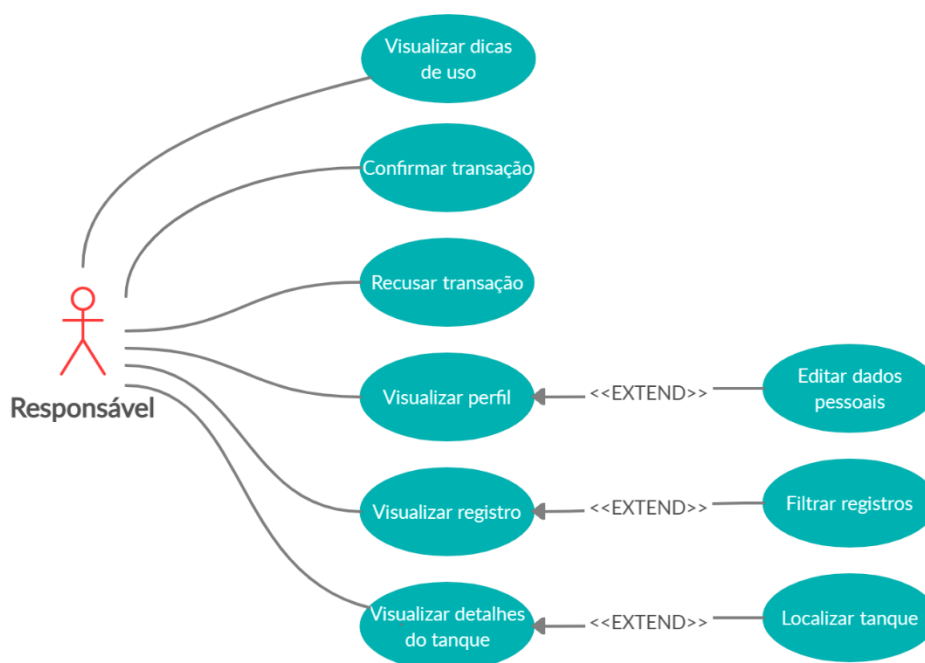 Visualizar dicas
de uso
Confirmar transação
Recusar transação
Responsável
Visualizar perfil
<<EXTEND>>
Editar dados
pessoais
Visualizar registro
<<EXTEND>>
Filtrar registros
Visualizar detalhes
do tanque
<<EXTEND>>
Localizar tanque